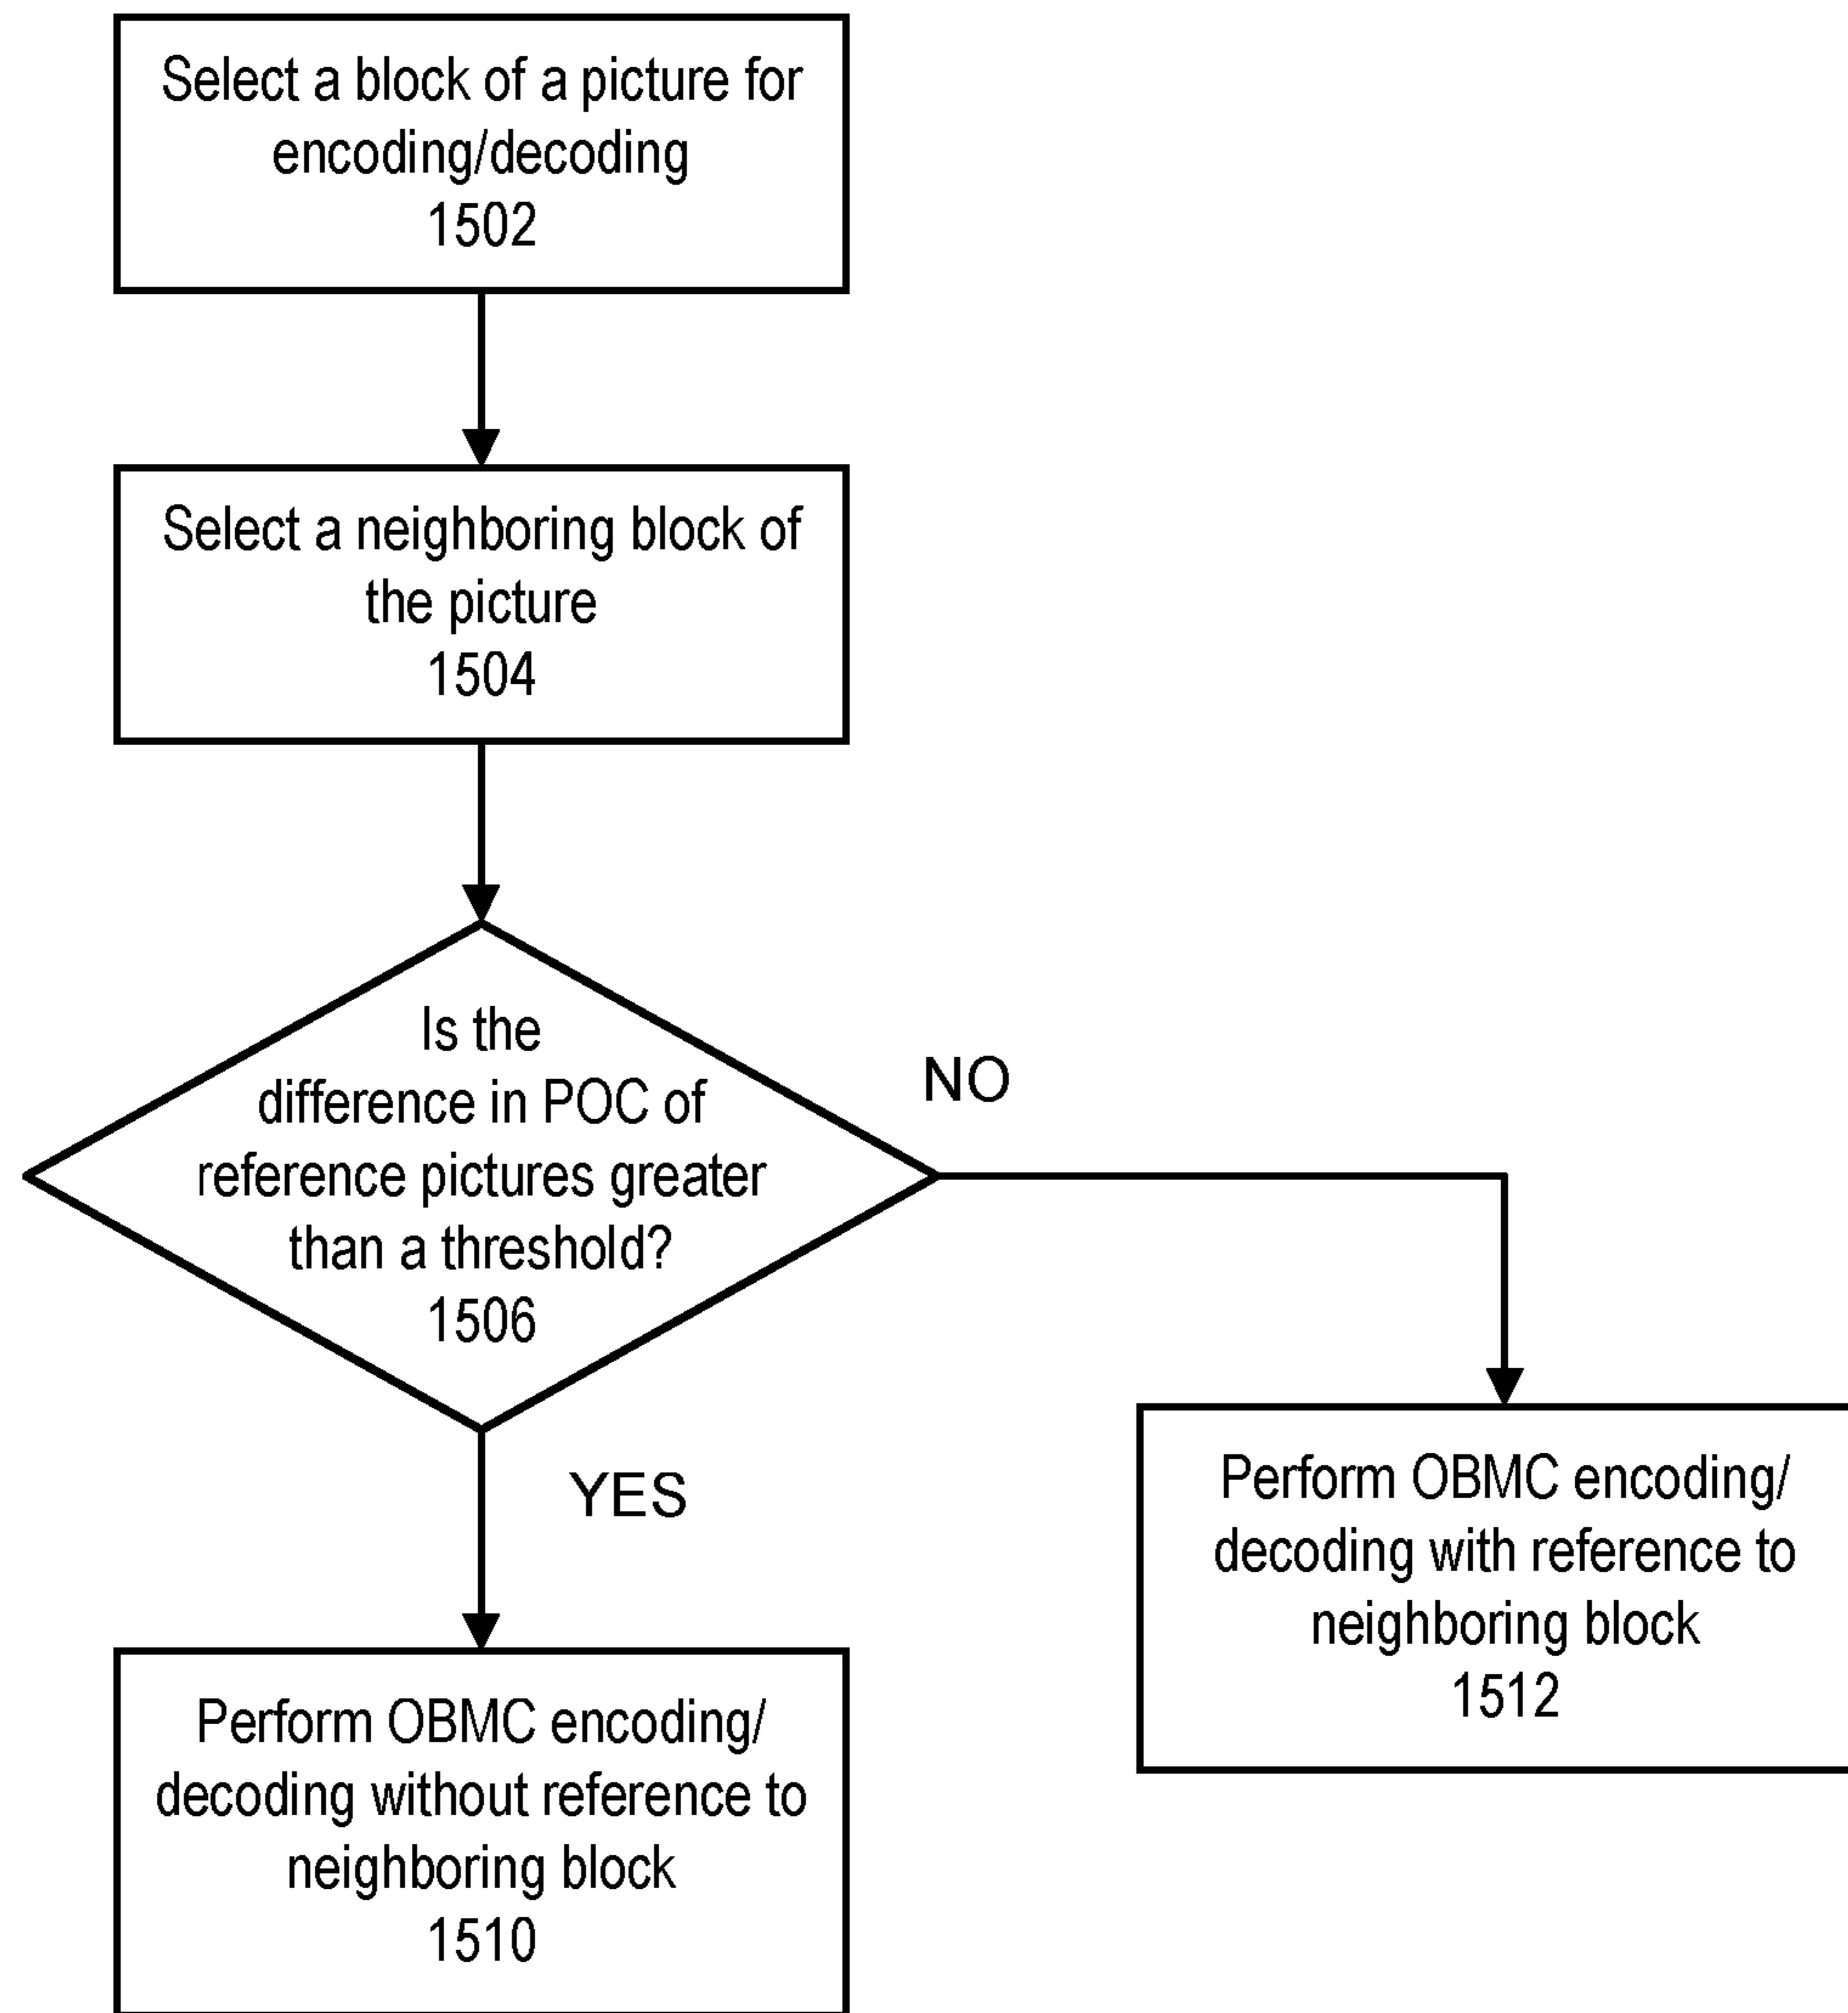 Select a block of a picture for
encoding/decoding
1502
Select a neighboring block of
the picture
1504
Is the
difference in POC of
reference pictures greater
than a threshold?
1506
NO
YES
Perform OBMC encoding/
decoding with reference to
neighboring block
1512
Perform OBMC encoding/
decoding without reference to
neighboring block
1510